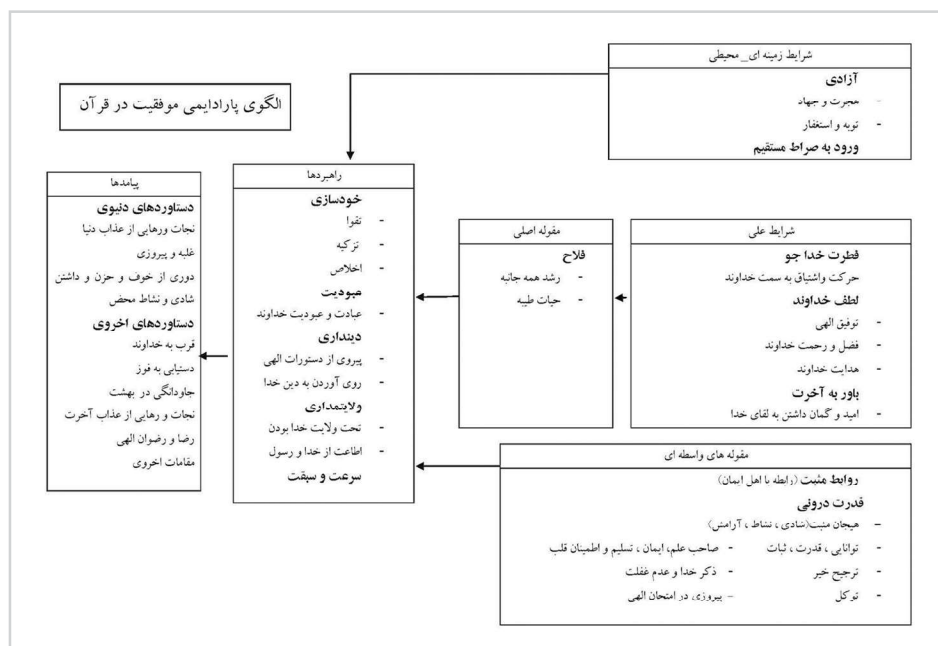 الگوی پارادایمی موفقیت در قرآن
شرایط زمینه ای_ محیطی
آزادی
- هجرت و جهاد
- توبه و استغفار
ورود به صراط مستقیم
شرایط علی
فطرت خدا جو
حرکت واشتیاق به سمت خداوند
لطف خداوند
- توفیق الهی
- فضل و رحمت خداوند
- هدایت خداوند
باور به آخرت
- امید و گمان داشتن به لقای خدا
مقوله اصلی
فلاح
- رشد همه جانبه
- حیات طیبه
مقوله های واسطه ای
روابط مثبت (رابطه با اهل ایمان)
قدرت درونی
- هیجان مثبت(شادی ، نشاط ، آرامش)
- توانایی ، قدرت ، ثبات - صاحب علم، ایمان ، تسلیم و اطمینان قلب
- ترجیح خیر - ذکر خدا و عدم غفلت
- توکل - پیروزی در امتحان الهی
راهبردها
خودسازی
- تقوا
- تزکیه
- اخلاص
عبودیت
- عبادت و عبودیت خداوند
دینداری
- پیروی از دستورات الهی
- روی آوردن به دین خدا
ولایتمداری
- تحت ولایت خدا بودن
- اطاعت از خدا و رسول
سرعت و سبقت
پیامدها
دستاوردهای دنیوی
نجات ورهایی از عذاب دنیا
غلبه و پیروزی
دوری از خوف و حزن و داشتن
شادی و نشاط محض
دستاوردهای اخروی
قرب به خداوند
دستیابی به فوز
جاودانگی در بهشت
نجات و رهایی از عذاب آخرت
رضا و رضوان الهی
مقامات اخروی